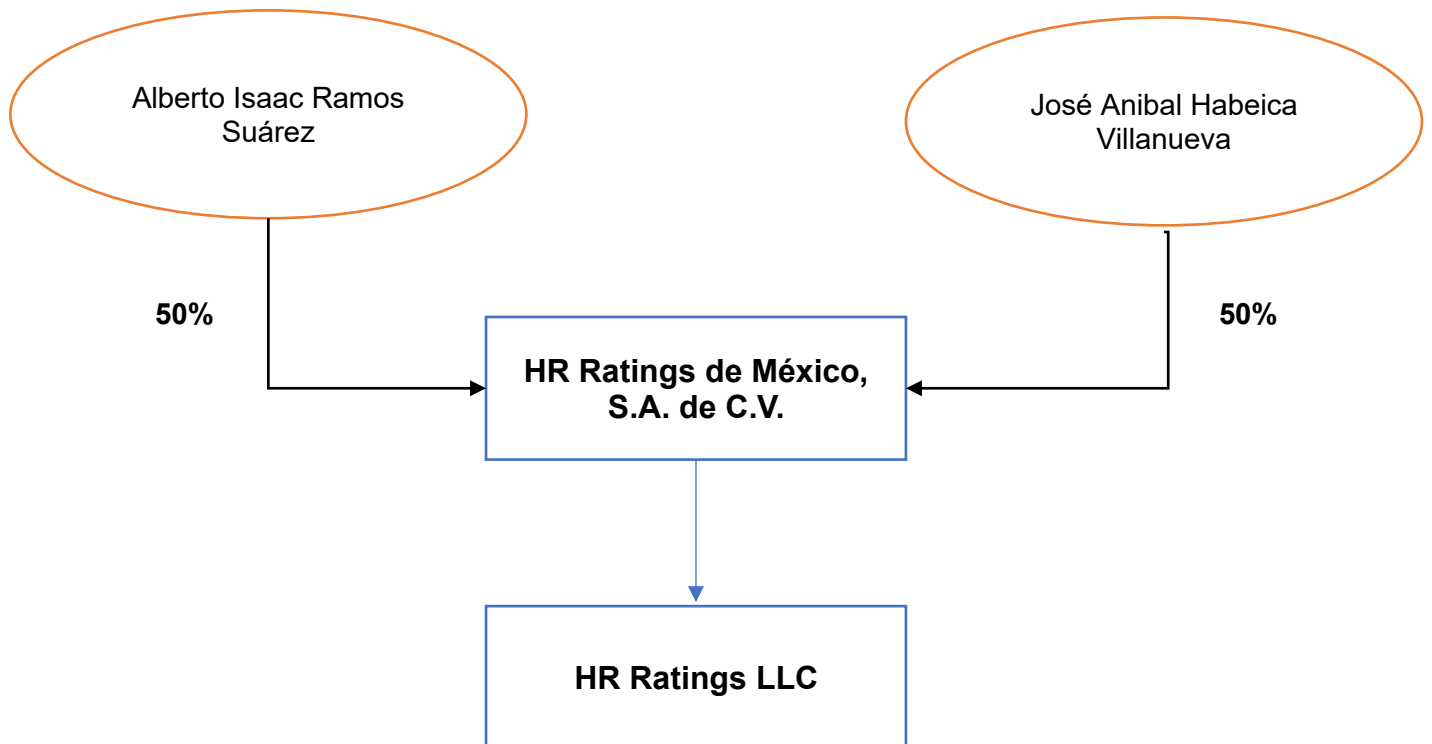 Alberto Isaac Ramos
Suárez
José Anibal Habeica
Villanueva
50%
50%
HR Ratings de México,
S.A. de C.V.
HR Ratings LLC